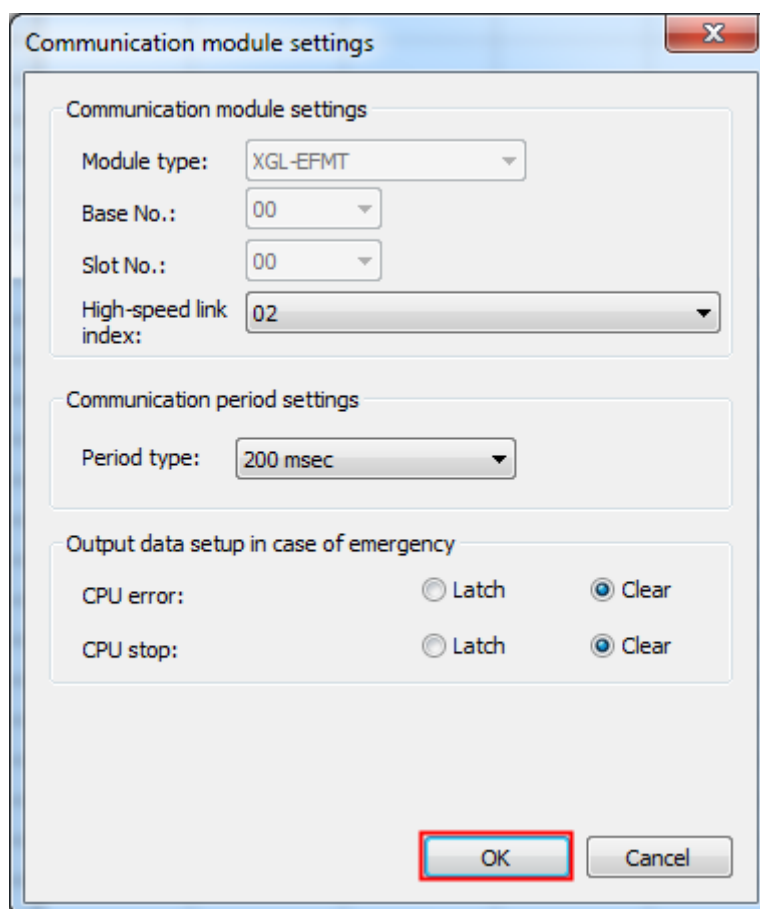 Communication module settings
Communication module settings
Module type: XGL-EFMT
Base No.: 00
Slot No.: 00
High-speed link index: 02
Communication period settings
Period type: 200 msec
Output data setup in case of emergency
CPU error: Latch Clear
CPU stop: Latch Clear
OK Cancel